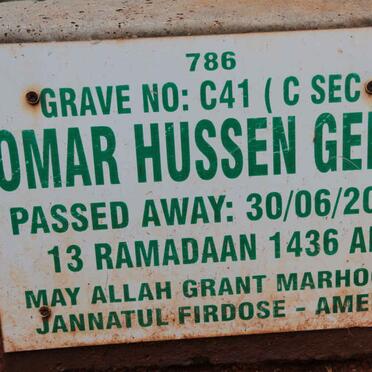 786
GRAVE NO: C41 ( C SEC
OMAR HUSSEN GE
PASSED AWAY: 30/06/20
13 RAMADAAN 1436 A
MAY ALLAH GRANT MARHOO
JANNATUL FIRDOSE - AME